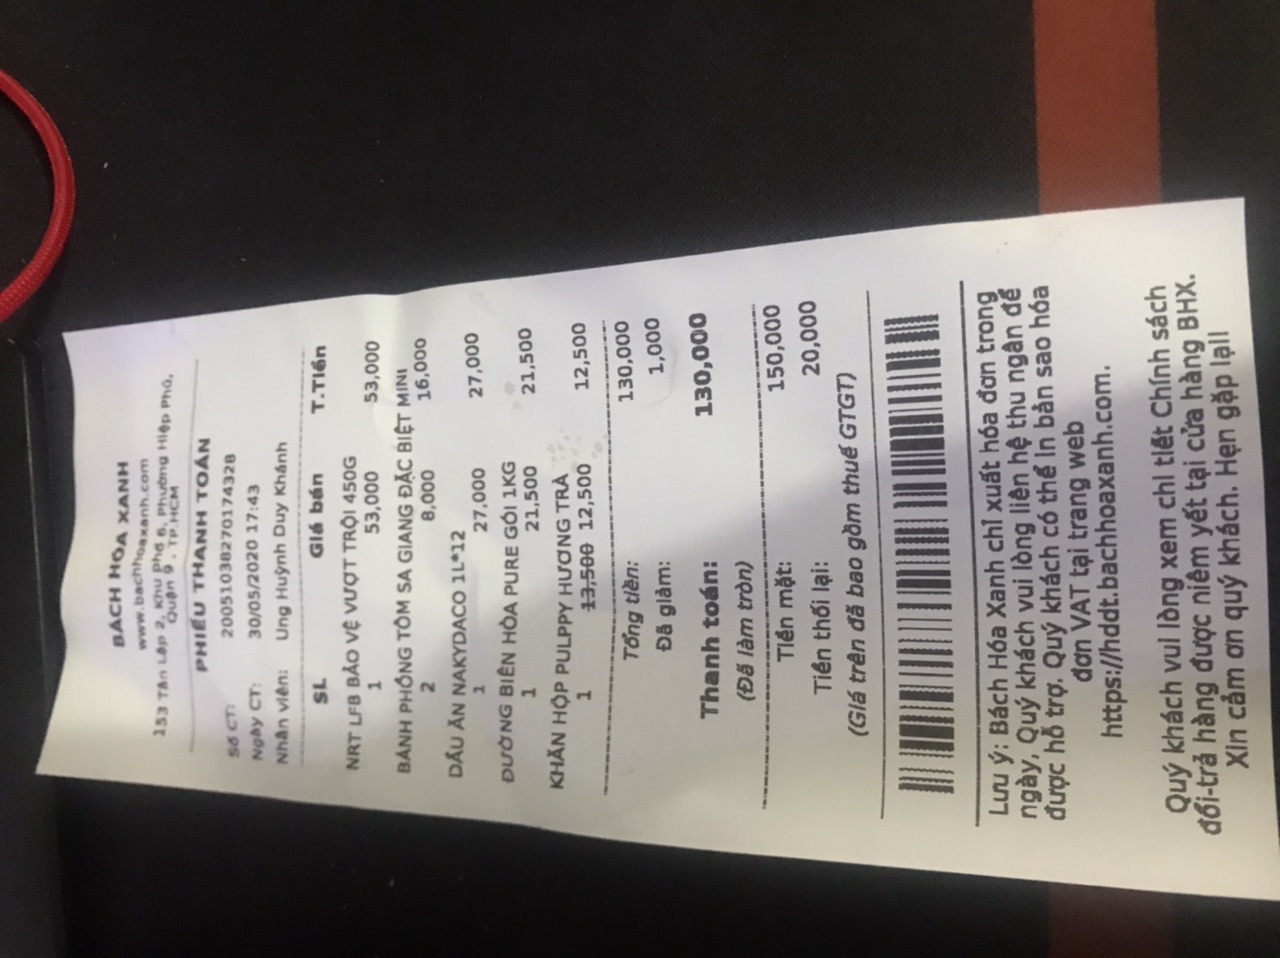 BÁCH HÓA XANH
www.bachhoaxanh.com
153 Tân Lập 2, Khu Phố 6, Phường Hiệp Phú,
Quận 9 , TP.HCM
PHIẾU THANH TOÁN
Số CT: 20051038270174328
Ngày CT: 30/05/2020 17:43
Nhân viên: Ung Huỳnh Duy Khánh
SL Giá bán T.Tiền
NRT LFB BẢO VỆ VƯỢT TRỘI 450G
1 53,000 53,000
BÁNH PHỒNG TÔM SA GIANG ĐẶC BIỆT MINI
2 8,000 16,000
DẦU ĂN NAKYDACO 1L*12
1 27,000 27,000
ĐƯỜNG BIÊN HÒA PURE GÓI 1KG
1 21,500 21,500
KHĂN HỘP PULPPY HƯƠNG TRÀ
1 13,500 12,500 12,500
Tổng tiền: 130,000
Đã giảm: 1,000
Thanh toán: 130,000
(Đã làm tròn)
Tiền mặt: 150,000
Tiền thối lại: 20,000
(Giá trên đã bao gồm thuế GTGT)
Lưu ý: Bách Hóa Xanh chỉ xuất hóa đơn trong
ngày, Quý khách vui lòng liên hệ thu ngân để
được hỗ trợ. Quý khách có thể in bản sao hóa
đơn VAT tại trang web
https://hddt.bachhoaxanh.com.
Quý khách vui lòng xem chi tiết Chính sách
đổi-trả hàng được niêm yết tại cửa hàng BHX.
Xin cảm ơn quý khách. Hẹn gặp lại!